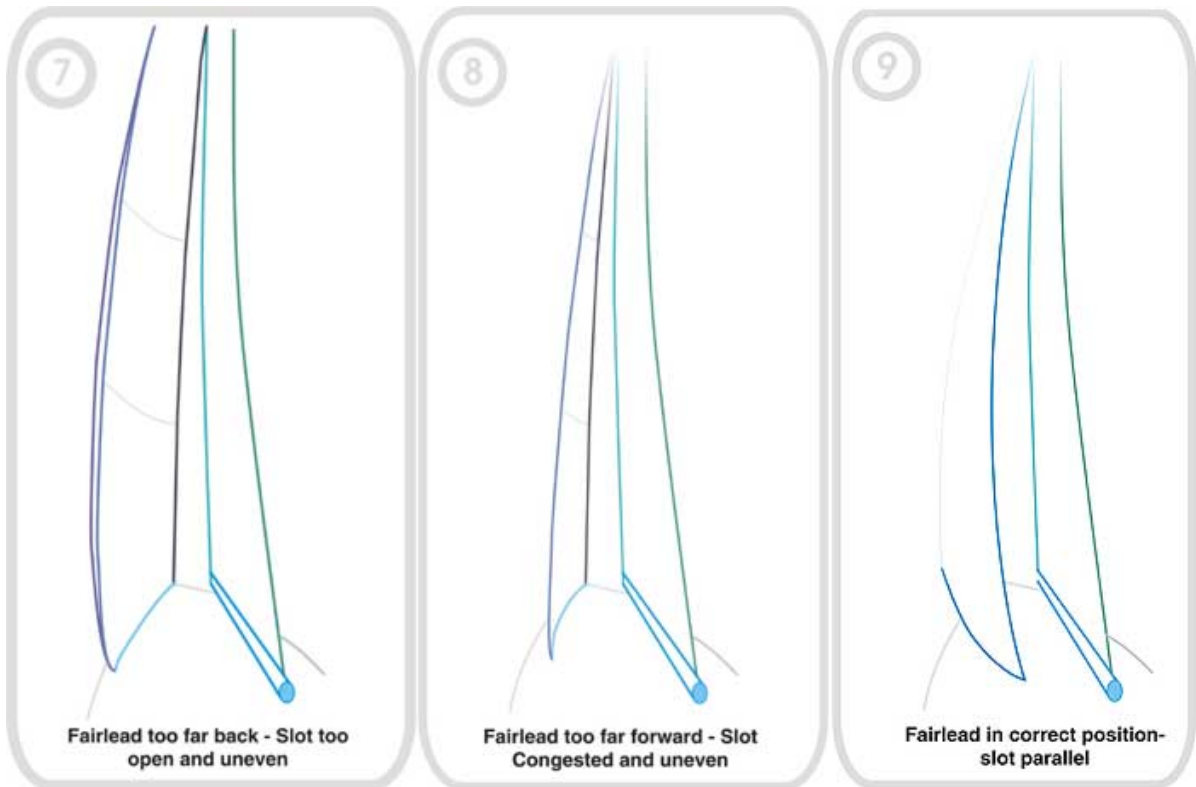 7
Fairlead too far back - Slot too
open and uneven
8
Fairlead too far forward - Slot
Congested and uneven
9
Fairlead in correct position-
slot parallel